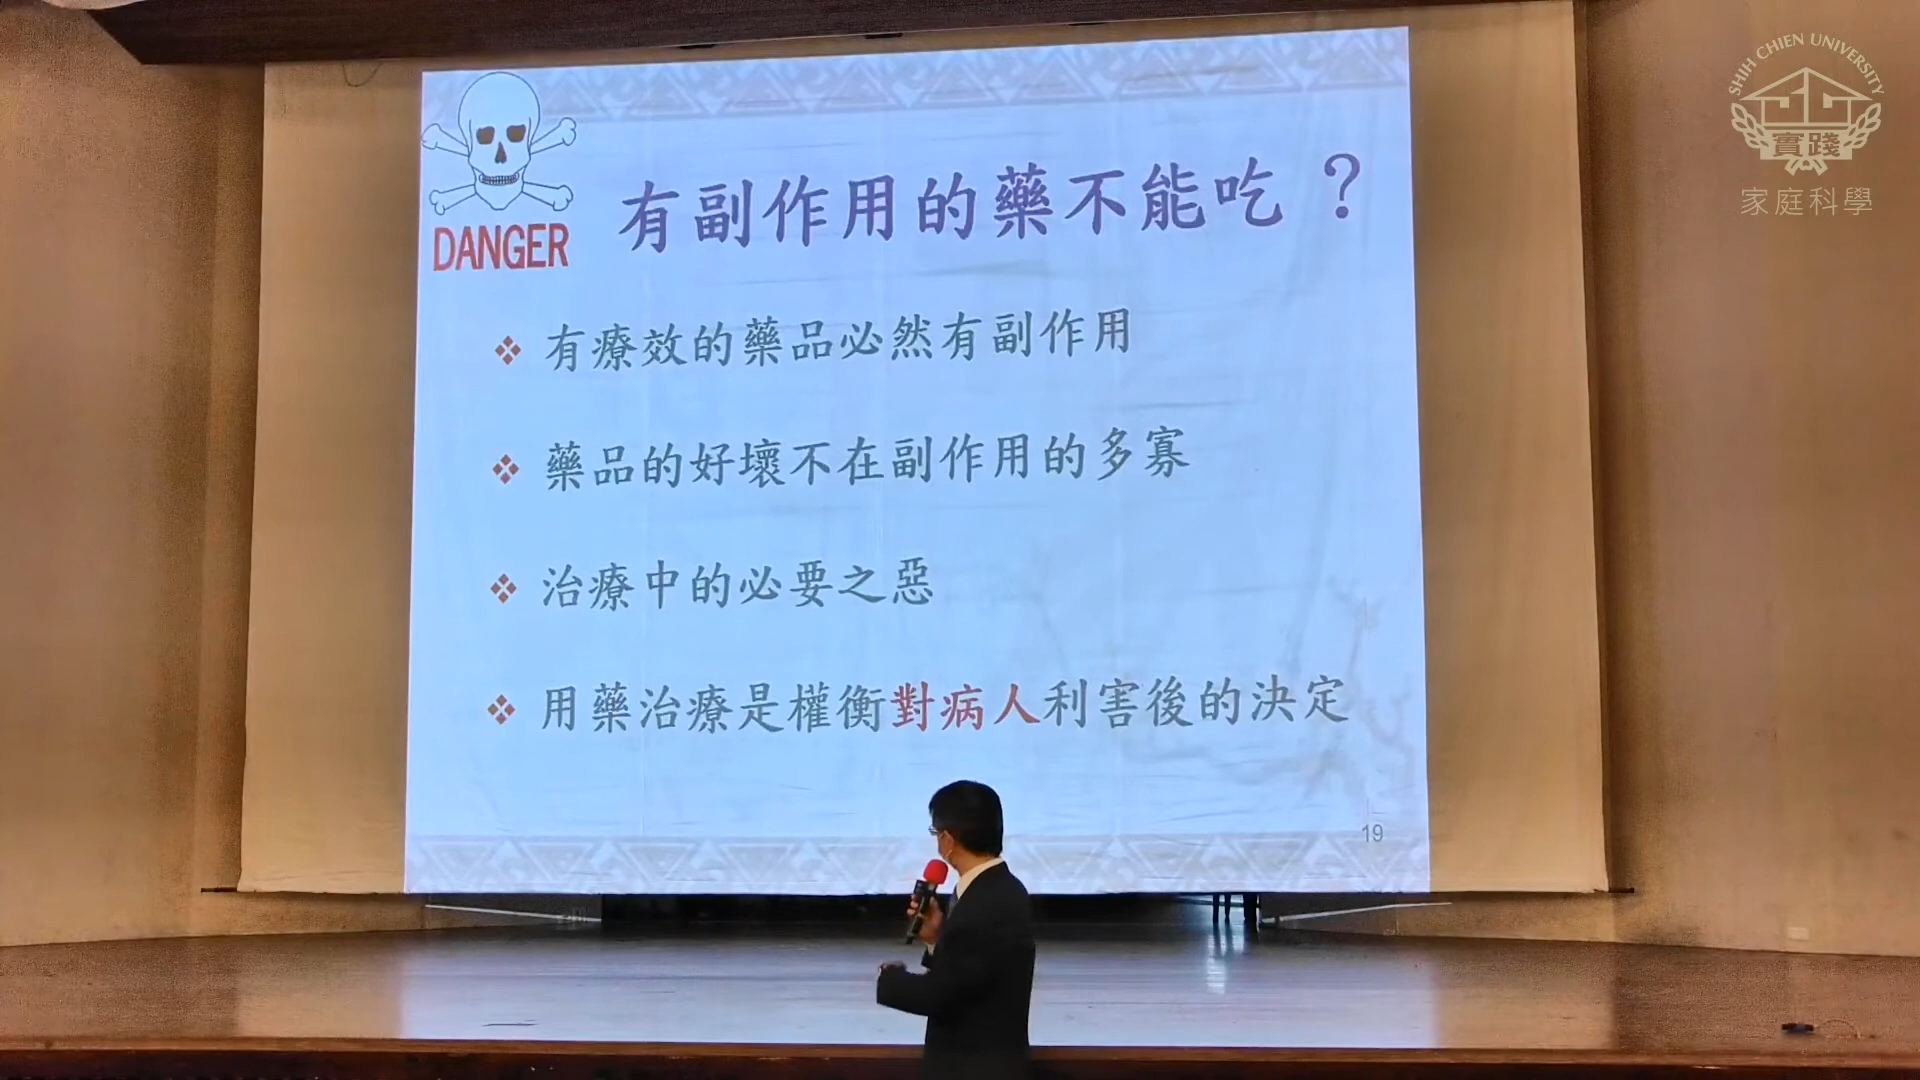 DANGER
有副作用的藥不能吃？
有療效的藥品必然有副作用
藥品的好壞不在副作用的多寡
治療中的必要之惡
用藥治療是權衡對病人利害後的決定
19
SHIH CHIEN UNIVERSITY
實踐
家庭科學